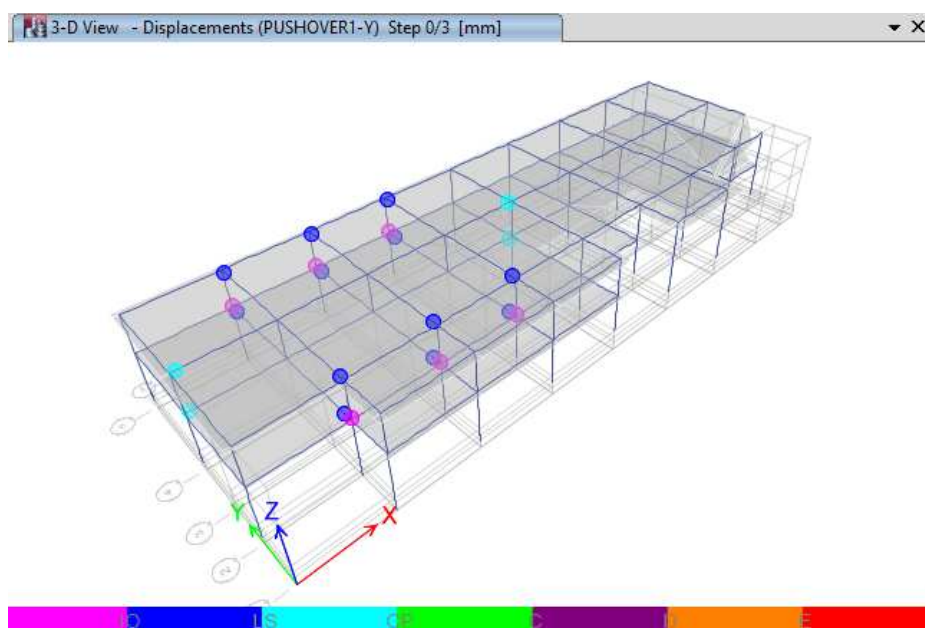 3-D View - Displacements (PUSHOVER1-Y) Step 0/3 [mm]
Z
Y
X
IO LS CP C D E